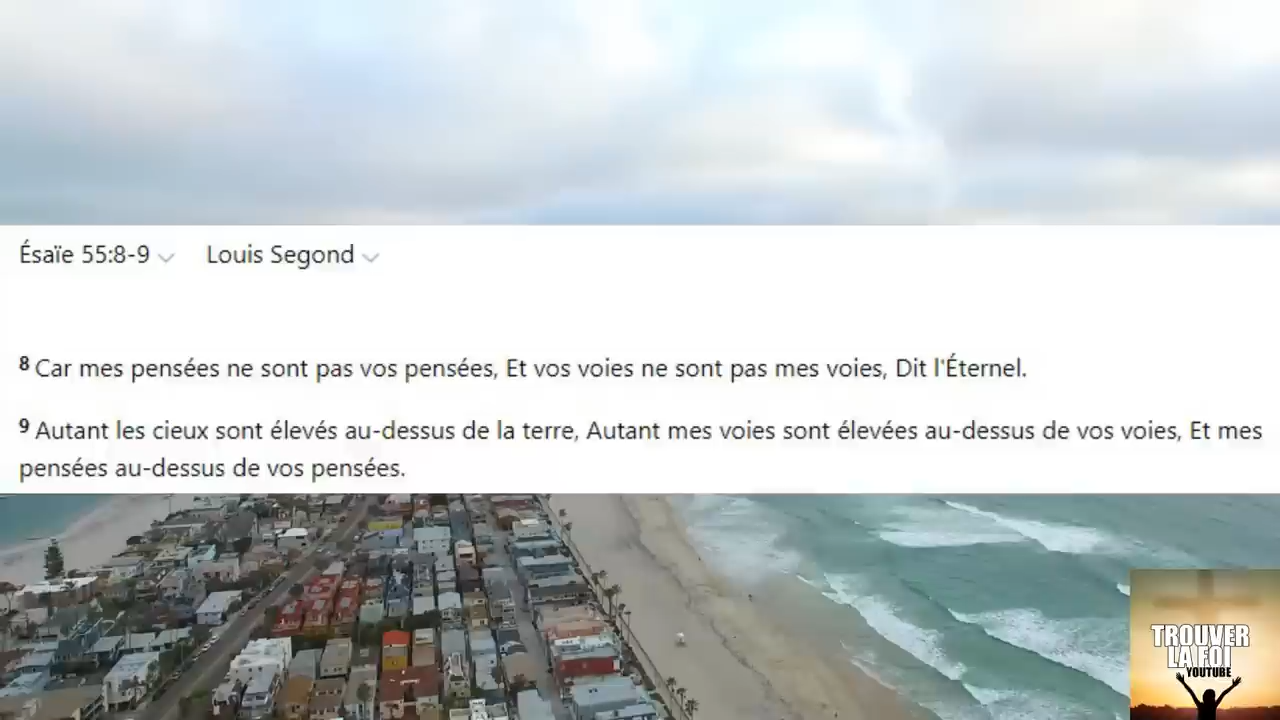 Ésaïe 55:8-9 Louis Segond
8 Car mes pensées ne sont pas vos pensées, Et vos voies ne sont pas mes voies, Dit l'Éternel.
9 Autant les cieux sont élevés au-dessus de la terre, Autant mes voies sont élevées au-dessus de vos voies, Et mes
pensées au-dessus de vos pensées.
TROUVER
LA FOI
YOUTUBE